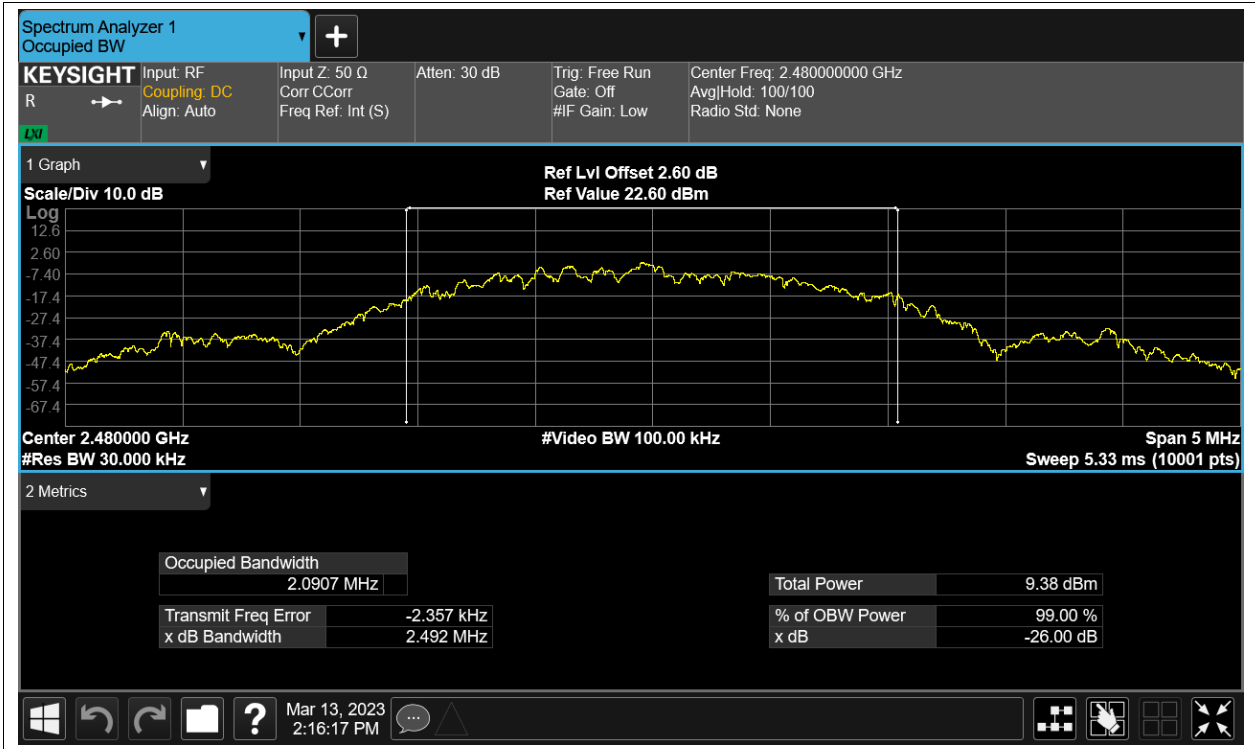 Spectrum Analyzer 1
Occupied BW
KEYSIGHT
R
LXI
Input: RF
Coupling: DC
Align: Auto
Input Z: 50 Ω
Corr CCorr
Freq Ref: Int (S)
Atten: 30 dB
Trig: Free Run
Gate: Off
#IF Gain: Low
Center Freq: 2.480000000 GHz
Avg|Hold: 100/100
Radio Std: None
1 Graph
Scale/Div 10.0 dB
Ref Lvl Offset 2.60 dB
Ref Value 22.60 dBm
Log
12.6
2.60
-7.40
-17.4
-27.4
-37.4
-47.4
-57.4
-67.4
Center 2.480000 GHz
#Res BW 30.000 kHz
#Video BW 100.00 kHz
Span 5 MHz
Sweep 5.33 ms (10001 pts)
2 Metrics
Occupied Bandwidth
2.0907 MHz
Transmit Freq Error -2.357 kHz
x dB Bandwidth 2.492 MHz
Total Power 9.38 dBm
% of OBW Power 99.00 %
x dB -26.00 dB
?
Mar 13, 2023
2:16:17 PM